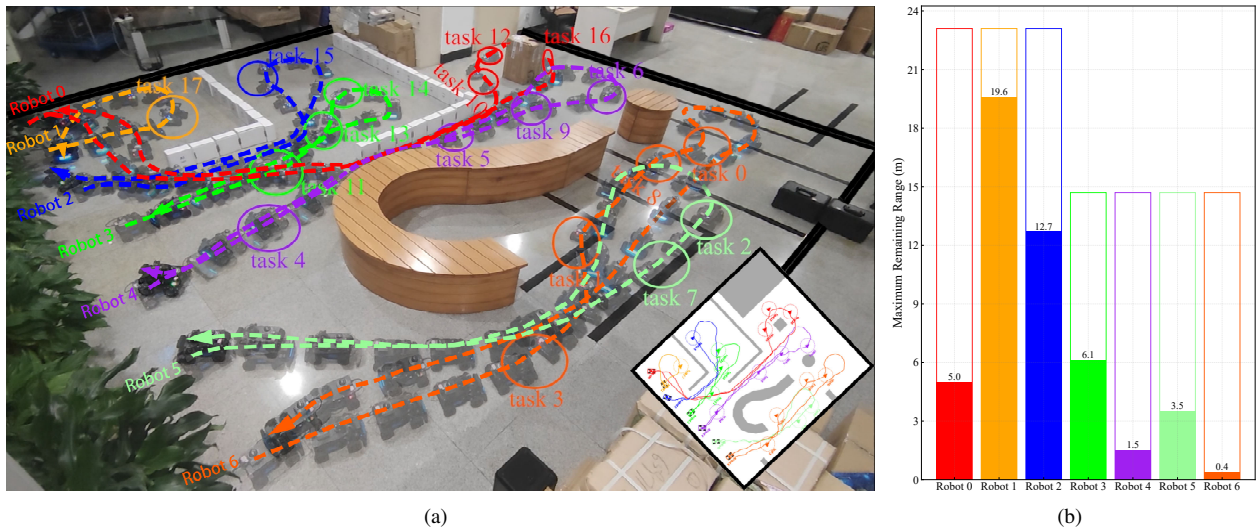 task 12
task 16
task 15
task 6
task 17
task 14
Robot 0
task 10
task 13
task 9
Robot 1
task 5
task 0
task 11
task 8
Robot 2
Robot 3
task 4
task 2
task
task 7
Robot 4
Robot 5
task 3
Robot 6
(a)
Maximum Remaining Range (m)
24
21
18
15
12
9
6
3
0
5.0
19.6
12.7
6.1
1.5
3.5
0.4
Robot 0 Robot 1 Robot 2 Robot 3 Robot 4 Robot 5 Robot 6
(b)